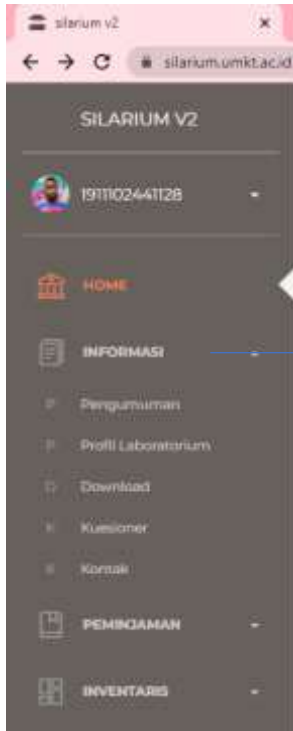 silarium v2
silarium.umkt.ac.id
SILARIUM V2
1911102441128
HOME
INFORMASI
P Pengumuman
P Profil Laboratorium
D Download
K Kuesioner
K Kontak
PEMINJAMAN
INVENTARIS